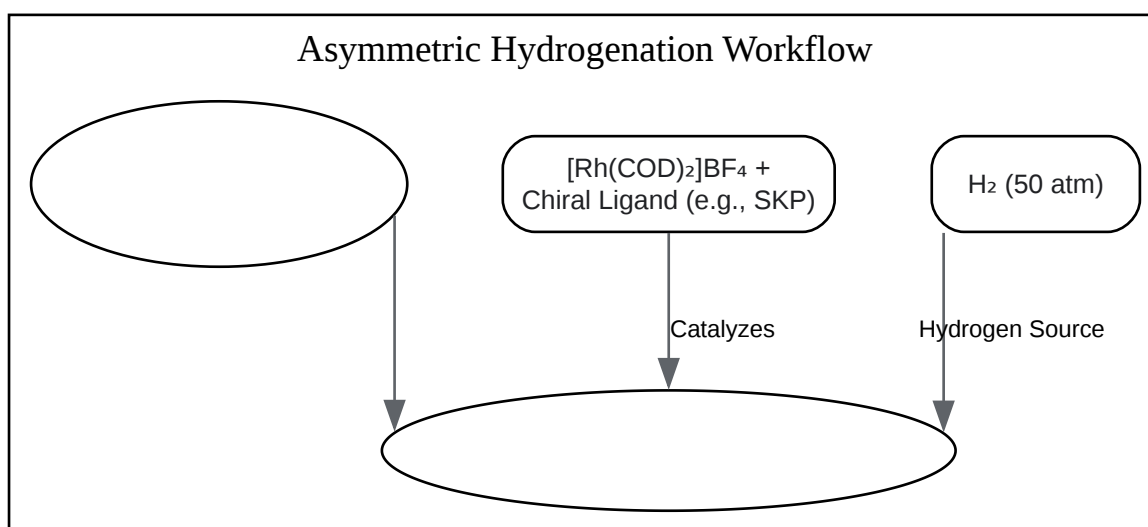 Asymmetric Hydrogenation Workflow
[Rh(COD)₂]BF₄ +
Chiral Ligand (e.g., SKP)
H₂ (50 atm)
Catalyzes
Hydrogen Source